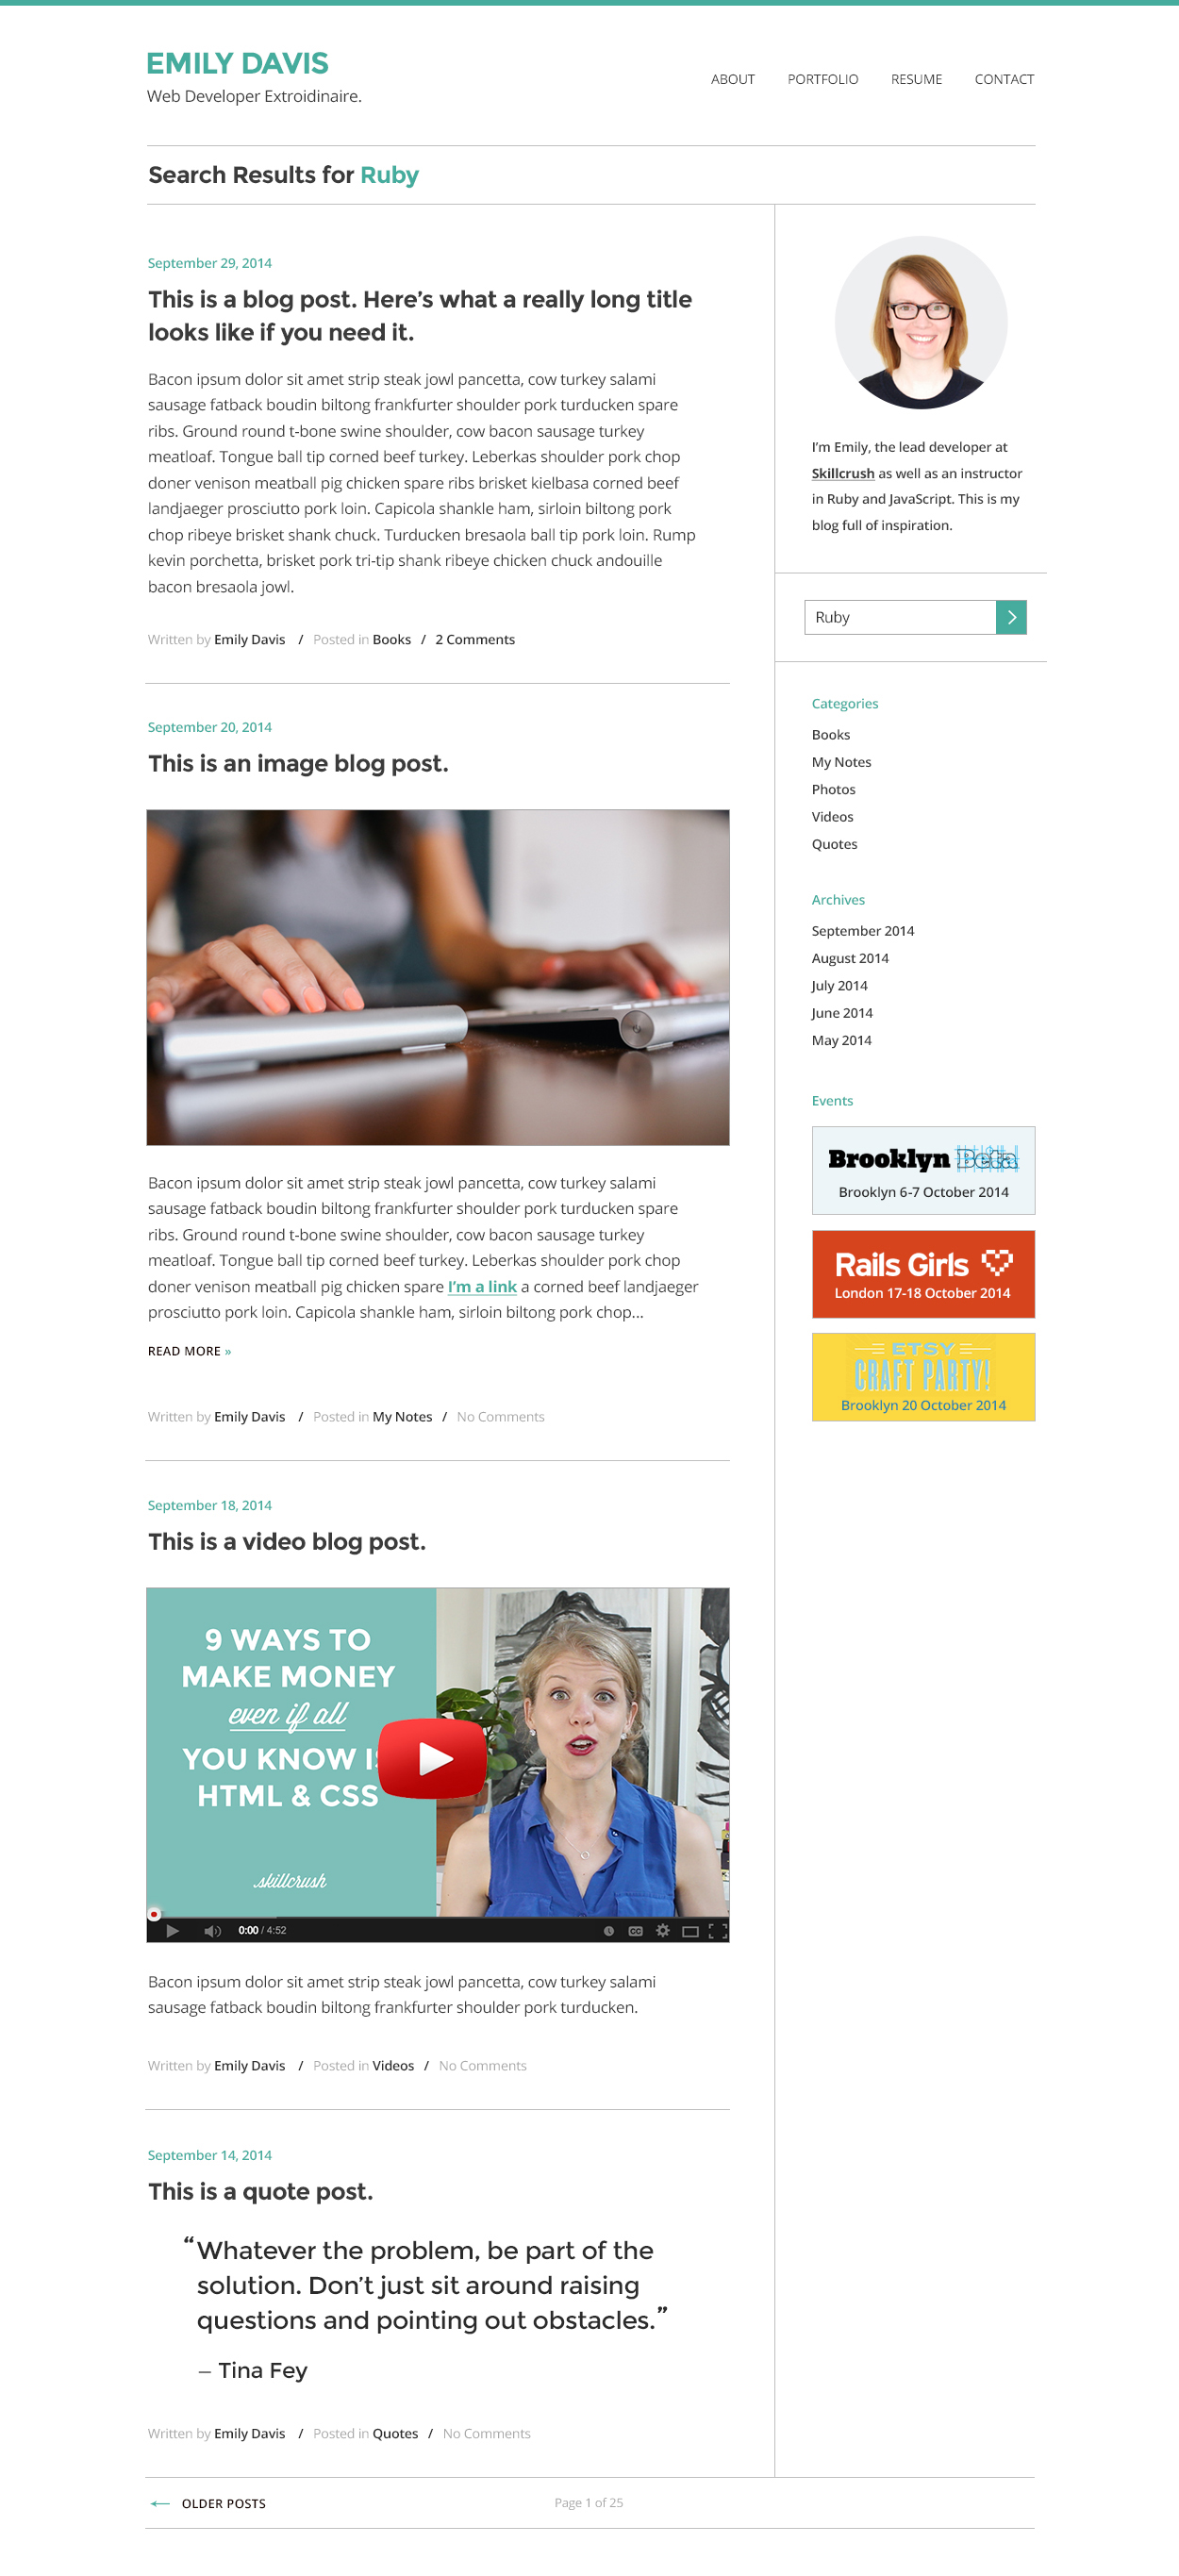 EMILY DAVIS
Web Developer Extroidinaire.
ABOUT PORTFOLIO RESUME CONTACT
Search Results for Ruby
September 29, 2014
This is a blog post. Here’s what a really long title
looks like if you need it.
Bacon ipsum dolor sit amet strip steak jowl pancetta, cow turkey salami
sausage fatback boudin biltong frankfurter shoulder pork turducken spare
ribs. Ground round t-bone swine shoulder, cow bacon sausage turkey
meatloaf. Tongue ball tip corned beef turkey. Leberkas shoulder pork chop
doner venison meatball pig chicken spare ribs brisket kielbasa corned beef
landjaeger prosciutto pork loin. Capicola shankle ham, sirloin biltong pork
chop ribeye brisket shank chuck. Turducken bresaola ball tip pork loin. Rump
kevin porchetta, brisket pork tri-tip shank ribeye chicken chuck andouille
bacon bresaola jowl.
Written by Emily Davis / Posted in Books / 2 Comments
September 20, 2014
This is an image blog post.
Bacon ipsum dolor sit amet strip steak jowl pancetta, cow turkey salami
sausage fatback boudin biltong frankfurter shoulder pork turducken spare
ribs. Ground round t-bone swine shoulder, cow bacon sausage turkey
meatloaf. Tongue ball tip corned beef turkey. Leberkas shoulder pork chop
doner venison meatball pig chicken spare I’m a link a corned beef landjaeger
prosciutto pork loin. Capicola shankle ham, sirloin biltong pork chop...
READ MORE »
Written by Emily Davis / Posted in My Notes / No Comments
September 18, 2014
This is a video blog post.
9 WAYS TO
MAKE MONEY
even if all
YOU KNOW IS
HTML & CSS
skillcrush
0:00 / 4:52
CC
Bacon ipsum dolor sit amet strip steak jowl pancetta, cow turkey salami
sausage fatback boudin biltong frankfurter shoulder pork turducken.
Written by Emily Davis / Posted in Videos / No Comments
September 14, 2014
This is a quote post.
“Whatever the problem, be part of the
solution. Don’t just sit around raising
questions and pointing out obstacles.”
– Tina Fey
Written by Emily Davis / Posted in Quotes / No Comments
← OLDER POSTS
Page 1 of 25
I’m Emily, the lead developer at
Skillcrush as well as an instructor
in Ruby and JavaScript. This is my
blog full of inspiration.
Ruby
Categories
Books
My Notes
Photos
Videos
Quotes
Archives
September 2014
August 2014
July 2014
June 2014
May 2014
Events
Brooklyn Beta
Brooklyn 6-7 October 2014
Rails Girls
London 17-18 October 2014
ETSY
CRAFT PARTY!
Brooklyn 20 October 2014